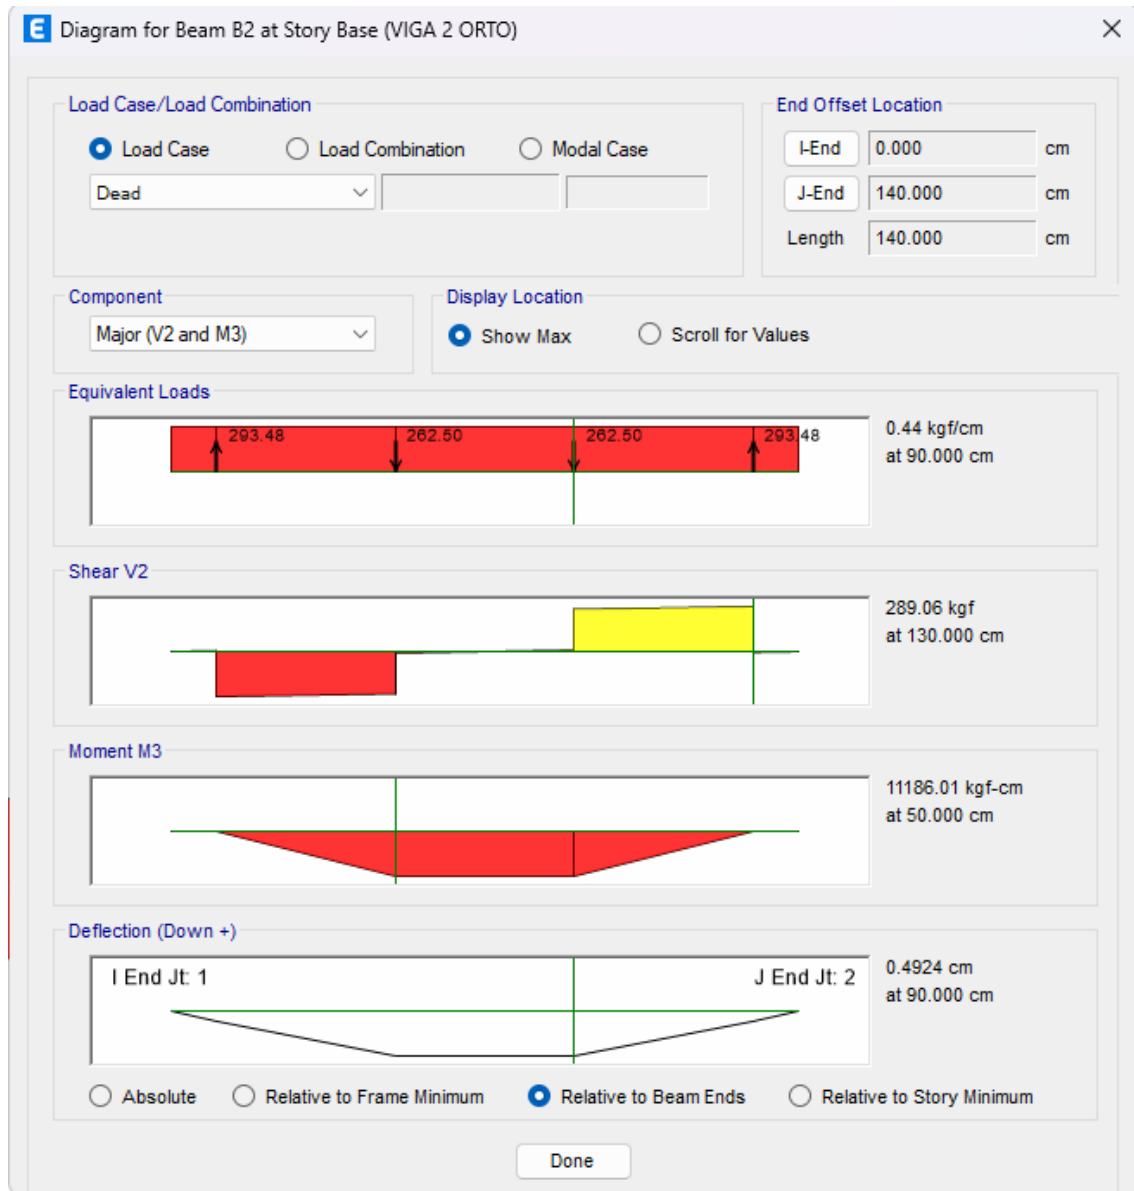 E Diagram for Beam B2 at Story Base (VIGA 2 ORTO)
Load Case/Load Combination
Load Case Load Combination Modal Case
Dead
End Offset Location
I-End 0.000 cm
J-End 140.000 cm
Length 140.000 cm
Component
Major (V2 and M3)
Display Location
Show Max Scroll for Values
Equivalent Loads
293.48 262.50 262.50 293.48
0.44 kgf/cm
at 90.000 cm
Shear V2
289.06 kgf
at 130.000 cm
Moment M3
11186.01 kgf-cm
at 50.000 cm
Deflection (Down +)
I End Jt: 1 J End Jt: 2
0.4924 cm
at 90.000 cm
Absolute Relative to Frame Minimum Relative to Beam Ends Relative to Story Minimum
Done